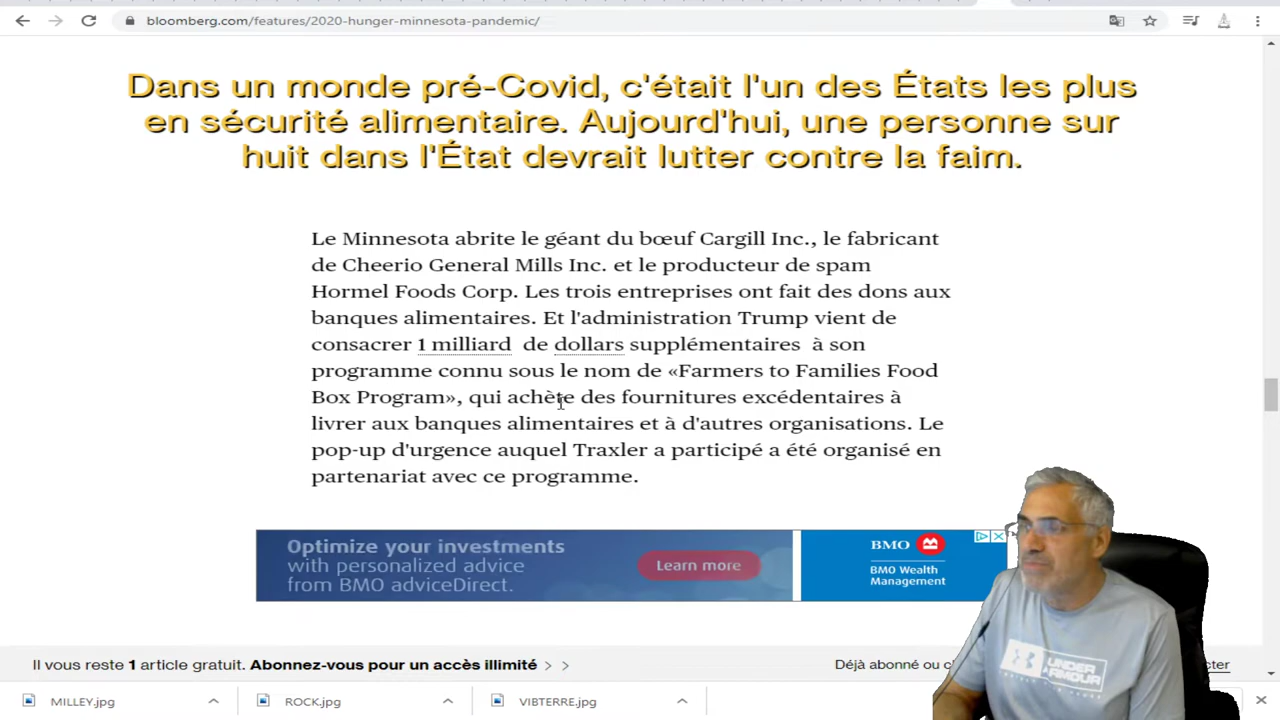 bloomberg.com/features/2020-hunger-minnesota-pandemic/
Dans un monde pré-Covid, c'était l'un des États les plus
en sécurité alimentaire. Aujourd'hui, une personne sur
huit dans l'État devrait lutter contre la faim.
Le Minnesota abrite le géant du bœuf Cargill Inc., le fabricant
de Cheerio General Mills Inc. et le producteur de spam
Hormel Foods Corp. Les trois entreprises ont fait des dons aux
banques alimentaires. Et l'administration Trump vient de
consacrer 1 milliard de dollars supplémentaires à son
programme connu sous le nom de «Farmers to Families Food
Box Program», qui achète des fournitures excédentaires à
livrer aux banques alimentaires et à d'autres organisations. Le
pop-up d'urgence auquel Traxler a participé a été organisé en
partenariat avec ce programme.
Optimize your investments
with personalized advice
from BMO adviceDirect.
Learn more
BMO
BMO Wealth
Management
Il vous reste 1 article gratuit. Abonnez-vous pour un accès illimité
Déjà abonné ou
MILLEY.jpg
ROCK.jpg
VIBTERRE.jpg
UNDER
ARMOUR